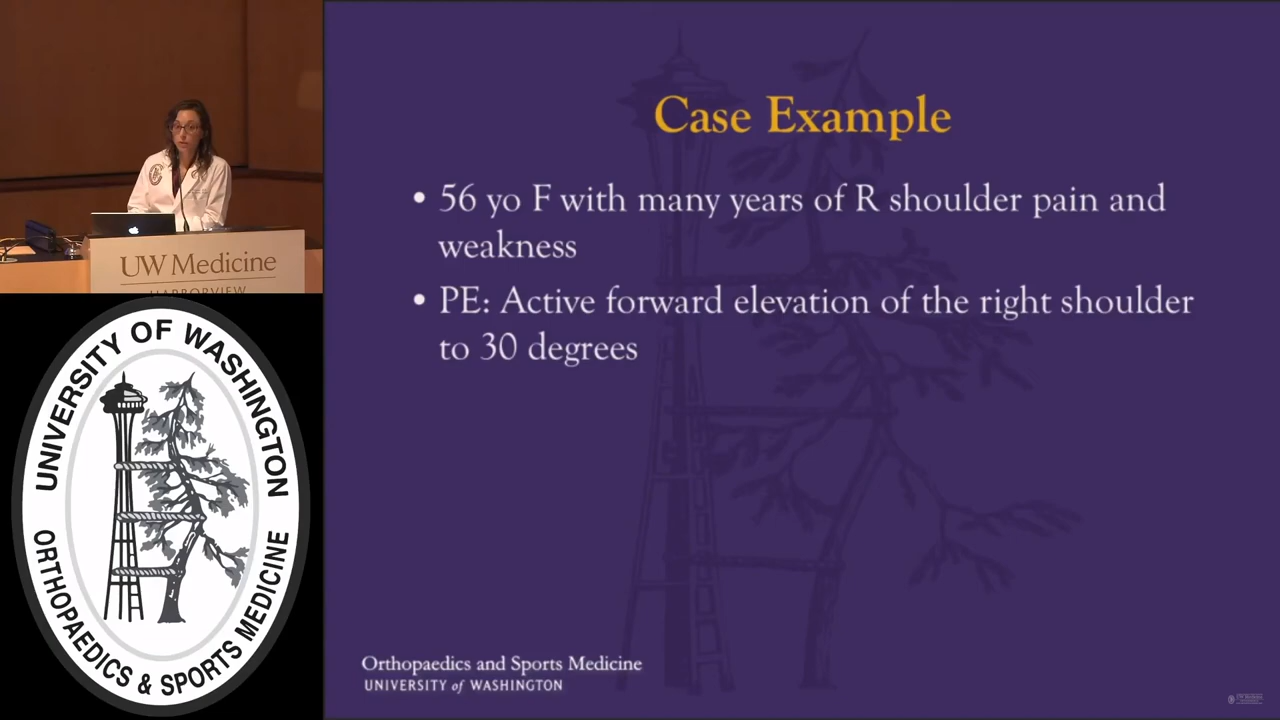 Case Example
• 56 yo F with many years of R shoulder pain and
weakness
• PE: Active forward elevation of the right shoulder
to 30 degrees
UW Medicine
HARBORVIEW
UNIVERSITY OF WASHINGTON
ORTHOPAEDICS & SPORTS MEDICINE
Orthopaedics and Sports Medicine
UNIVERSITY of WASHINGTON